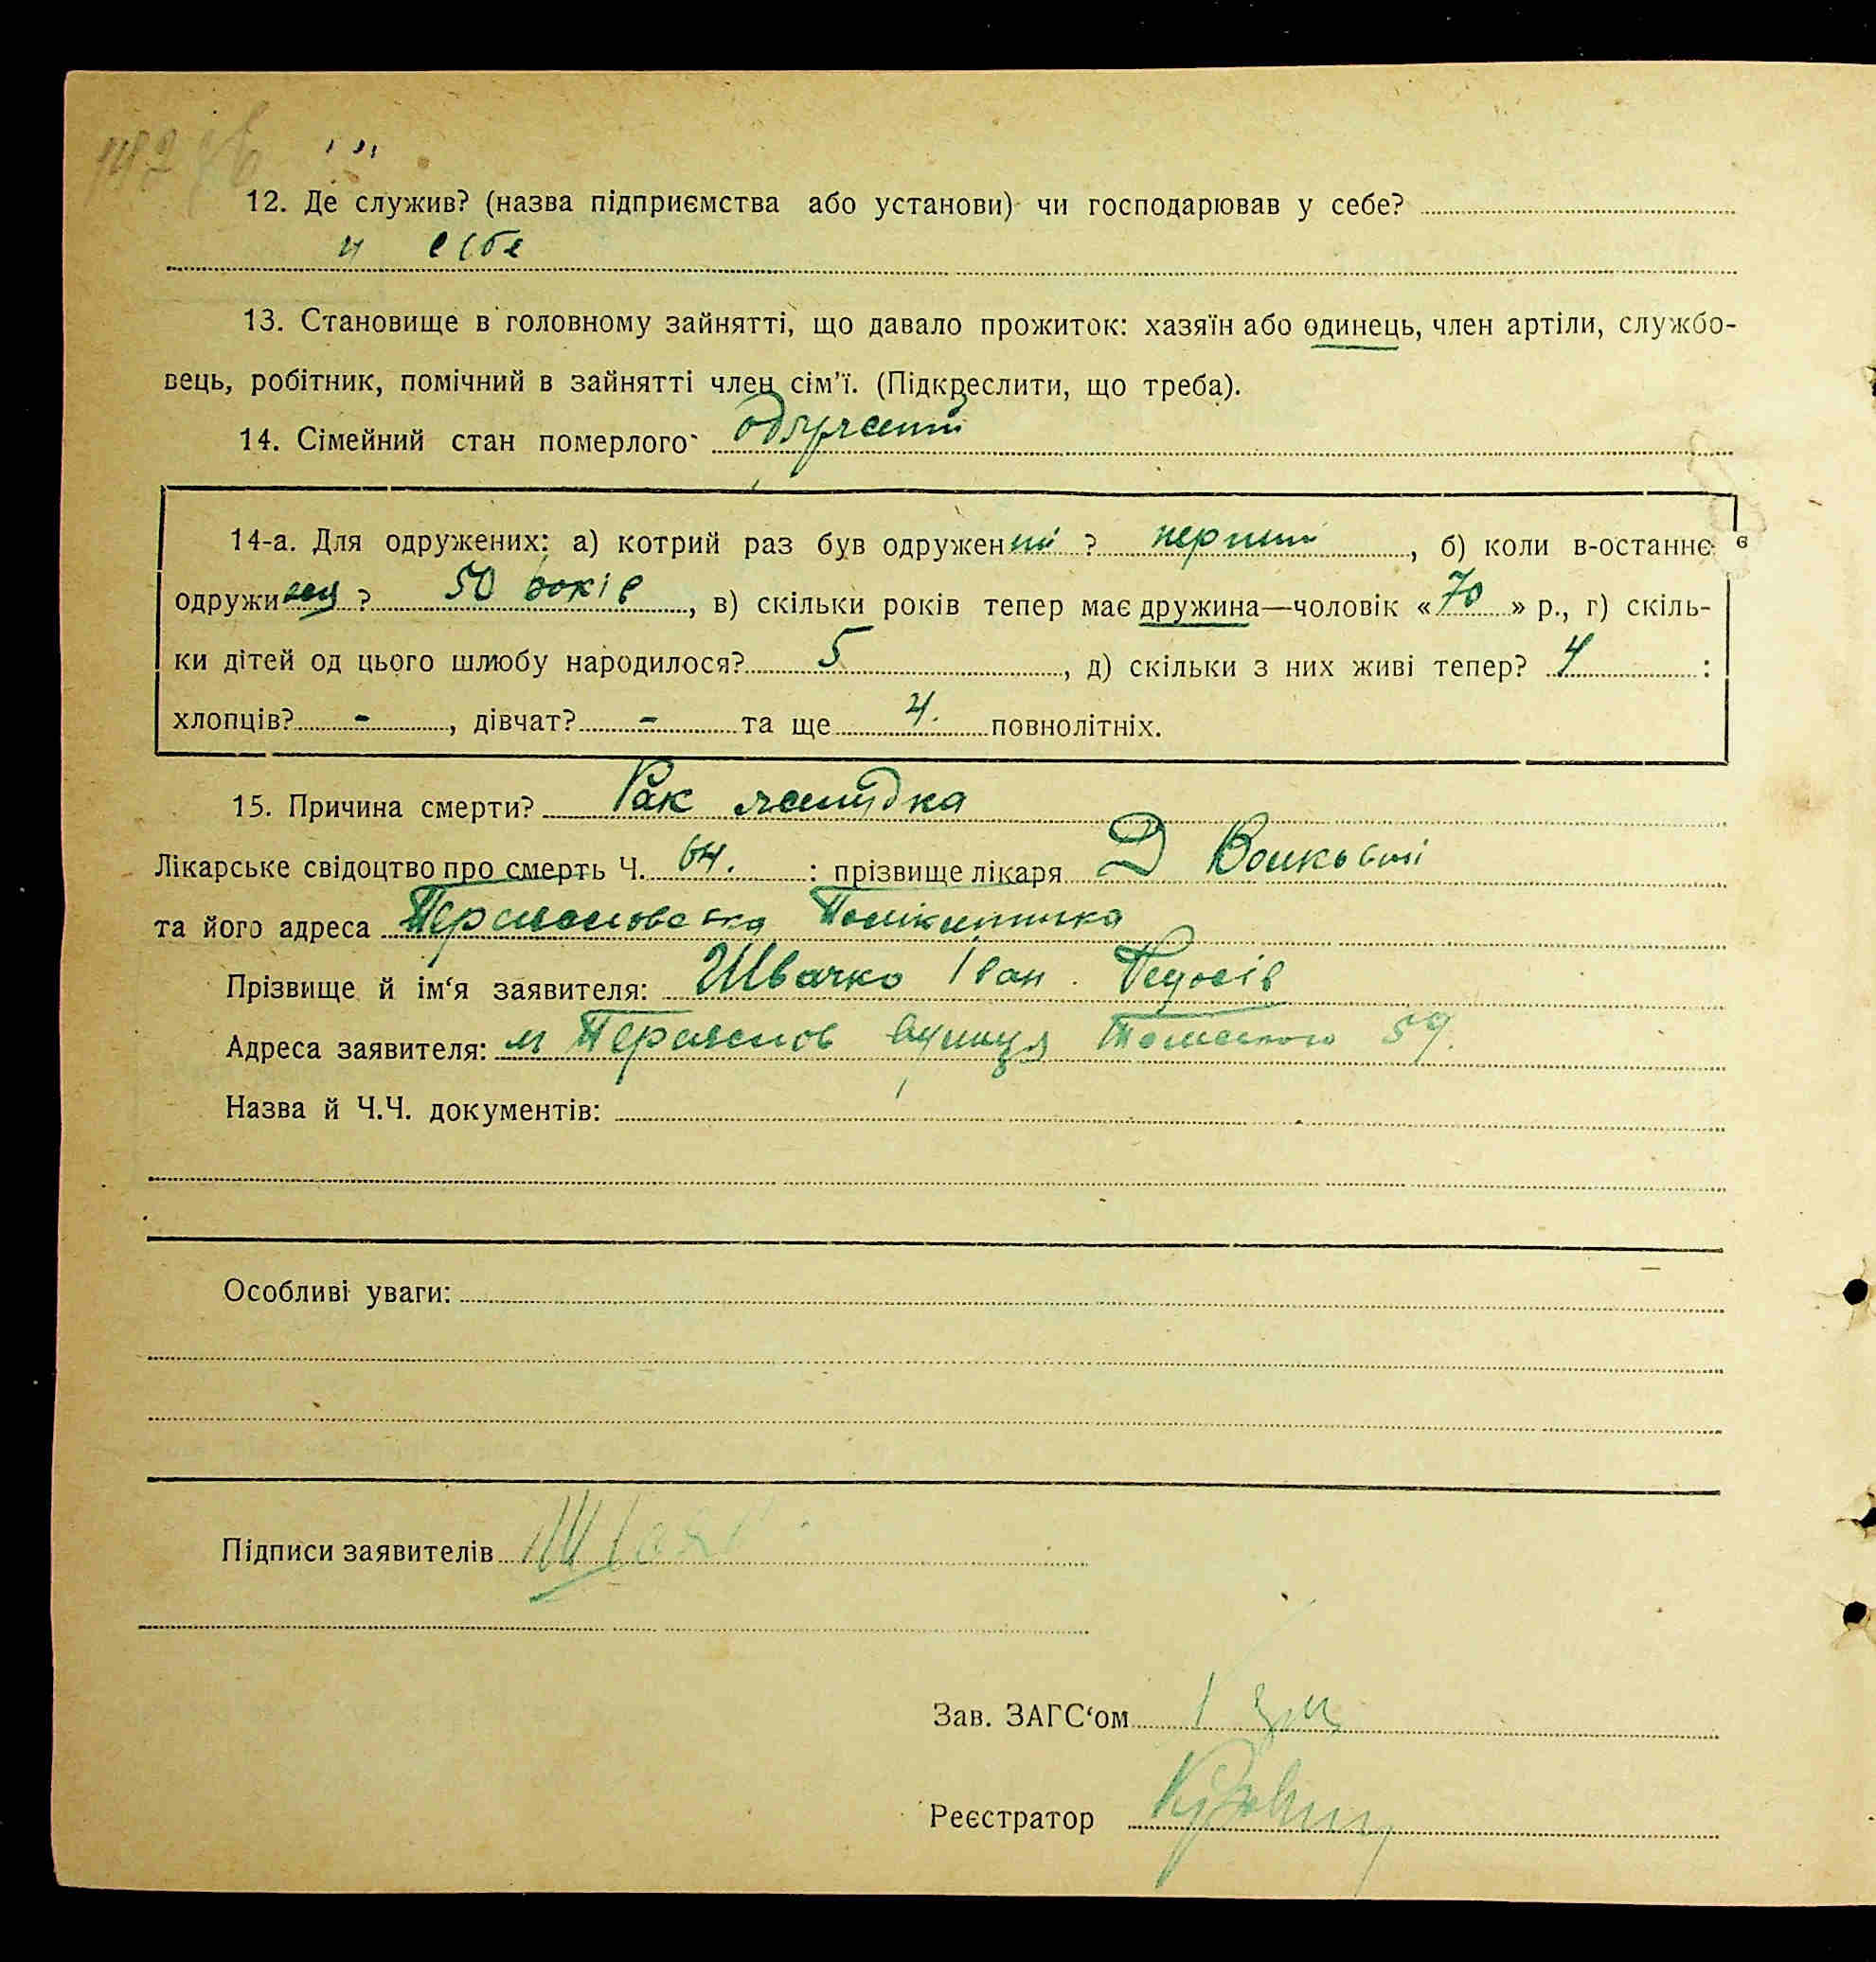 12. Де служив? (назва підприємства або установи) чи господарював у себе?
у себе
13. Становище в головному зайнятті, що давало прожиток: хазяїн або одинець, член артіли, службо-
вець, робітник, помічний в зайнятті член сім'ї. (Підкреслити, що треба).
14. Сімейний стан померлого одружений
14-а. Для одружених: а) котрий раз був одружений? перший, б) коли в-останнє
одружився? 50 років, в) скільки років тепер має дружина—чоловік «70» р., г) скіль-
ки дітей од цього шлюбу народилося? 5, д) скільки з них живі тепер? 4:
хлопців? -, дівчат? - та ще 4. повнолітніх.
15. Причина смерти? Рак желудка
Лікарське свідоцтво про смерть Ч. 64. : прізвище лікаря
та його адреса
Прізвище й ім'я заявителя: Швачко Іван
Адреса заявителя: м вулиця 59.
Назва й Ч.Ч. документів:
Особливі уваги:
Підписи заявителів
Зав. ЗАГС'ом
Реєстратор